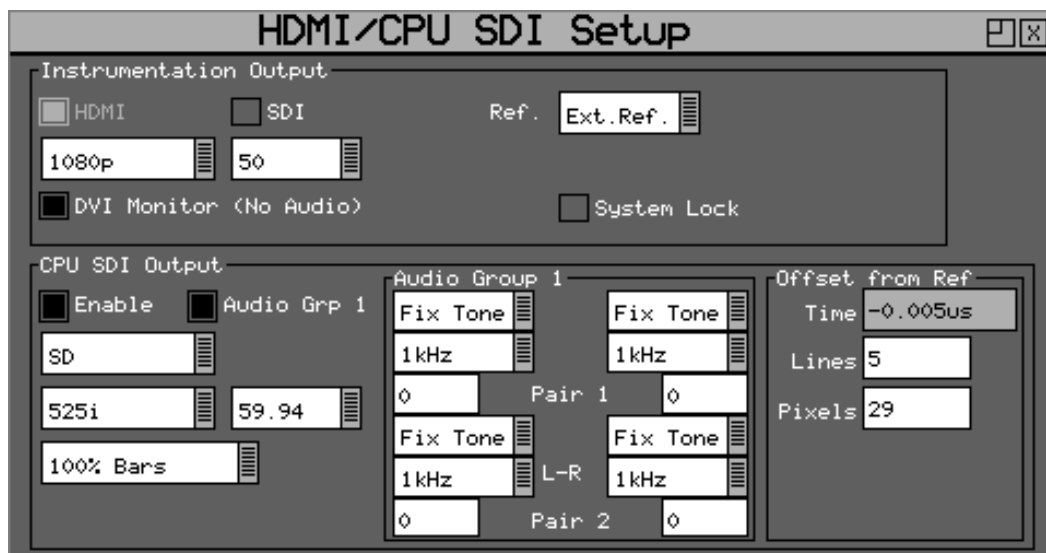 HDMI/CPU SDI Setup
Instrumentation Output
HDMI SDI Ref. Ext.Ref.
1080p 50
DVI Monitor (No Audio) System Lock
CPU SDI Output
Enable Audio Grp 1
SD
525i 59.94
100% Bars
Audio Group 1
Fix Tone Fix Tone
1kHz 1kHz
0 Pair 1 0
Fix Tone Fix Tone
1kHz L-R 1kHz
0 Pair 2 0
Offset from Ref
Time -0.005us
Lines 5
Pixels 29